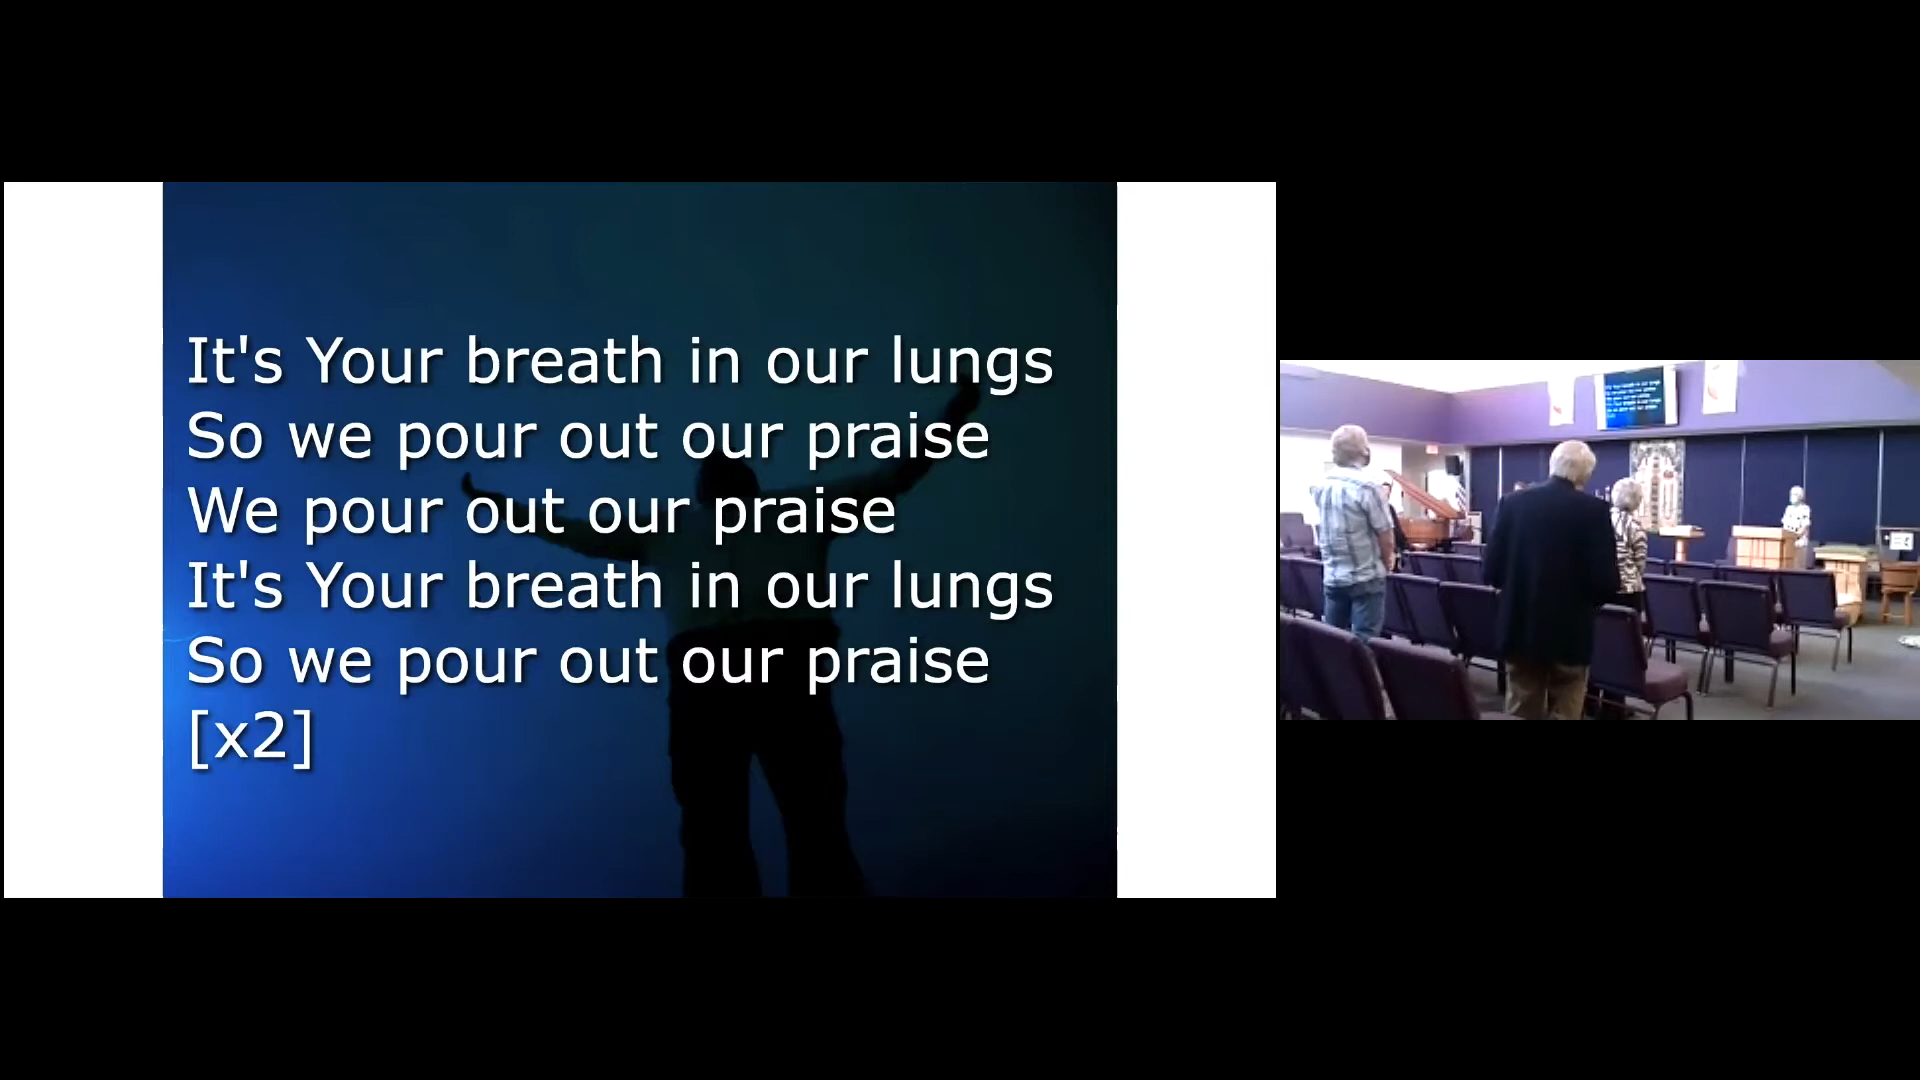 It's Your breath in our lungs
So we pour out our praise
We pour out our praise
It's Your breath in our lungs
So we pour out our praise
[x2]